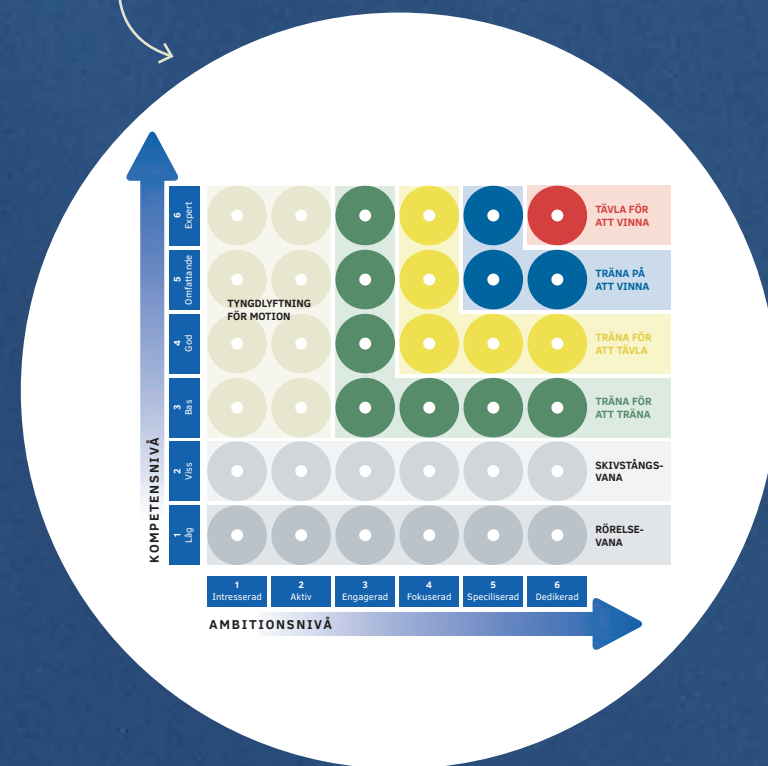 6
Expert
TÄVLA FÖR
ATT VINNA
5
Omfattande
TRÄNA PÅ
ATT VINNA
TYNGDLYFTNING
FÖR MOTION
4
God
TRÄNA FÖR
ATT TÄVLA
3
Bas
TRÄNA FÖR
ATT TRÄNA
2
Viss
SKIVSTÅNGS-
VANA
1
Låg
RÖRELSE-
VANA
KOMPETENSNIVÅ
1
Intresserad
2
Aktiv
3
Engagerad
4
Fokuserad
5
Speciliserad
6
Dedikerad
AMBITIONSNIVÅ